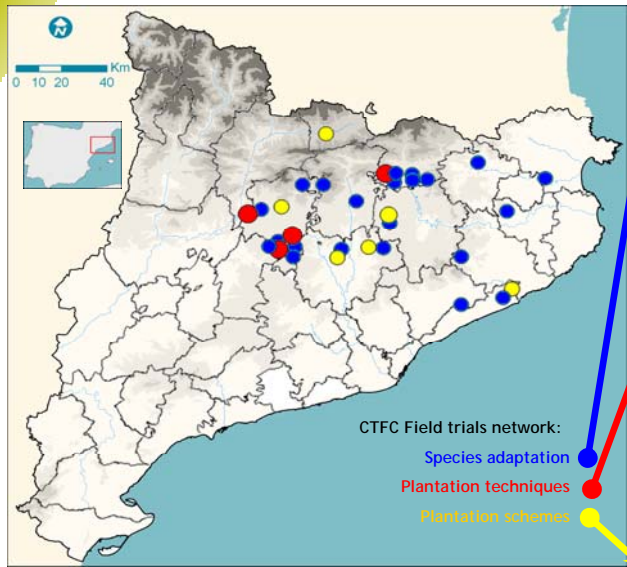 N
Km
0 10 20 40
CTFC Field trials network:
Species adaptation
Plantation techniques
Plantation schemes